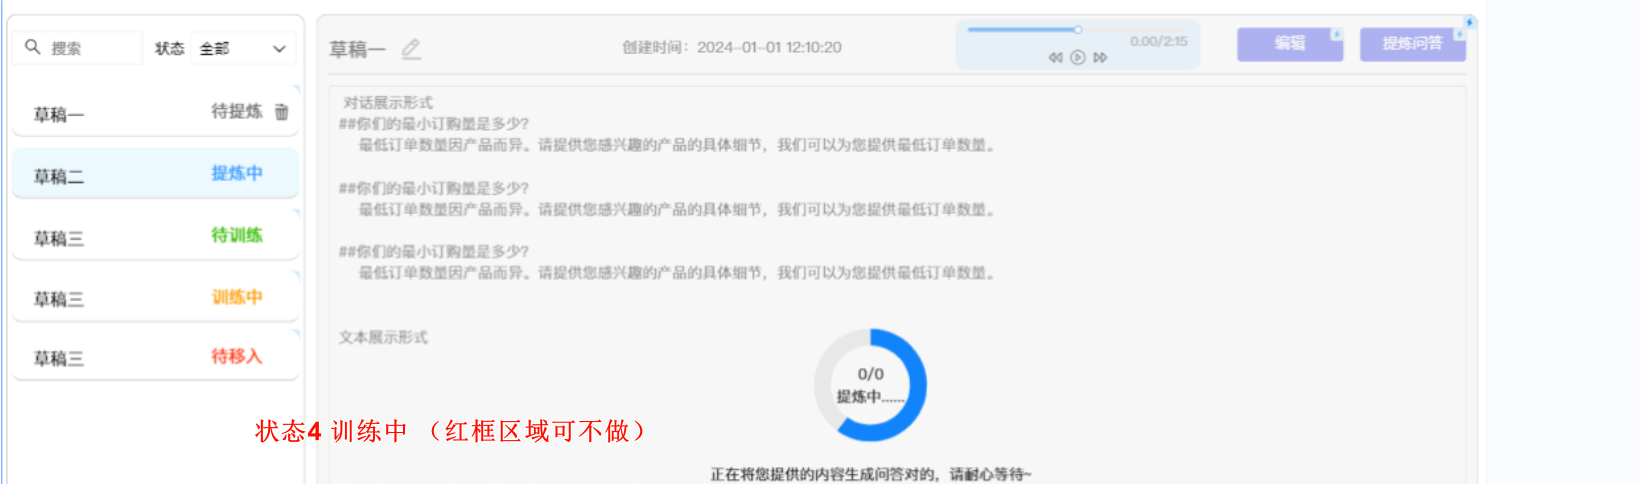 搜索 状态 全部
草稿一 待提炼
草稿二 提炼中
草稿三 待训练
草稿三 训练中
草稿三 待移入
草稿一 创建时间：2024-01-01 12:10:20 0.00/2:15 编辑 提炼问答
对话展示形式
##你们的最小订购量是多少?
最低订单数量因产品而异。请提供您感兴趣的产品的具体细节，我们可以为您提供最低订单数量。
##你们的最小订购量是多少?
最低订单数量因产品而异。请提供您感兴趣的产品的具体细节，我们可以为您提供最低订单数量。
##你们的最小订购量是多少?
最低订单数量因产品而异。请提供您感兴趣的产品的具体细节，我们可以为您提供最低订单数量。
文本展示形式
0/0
提炼中......
状态4 训练中 （红框区域可不做）
正在将您提供的内容生成问答对的，请耐心等待~